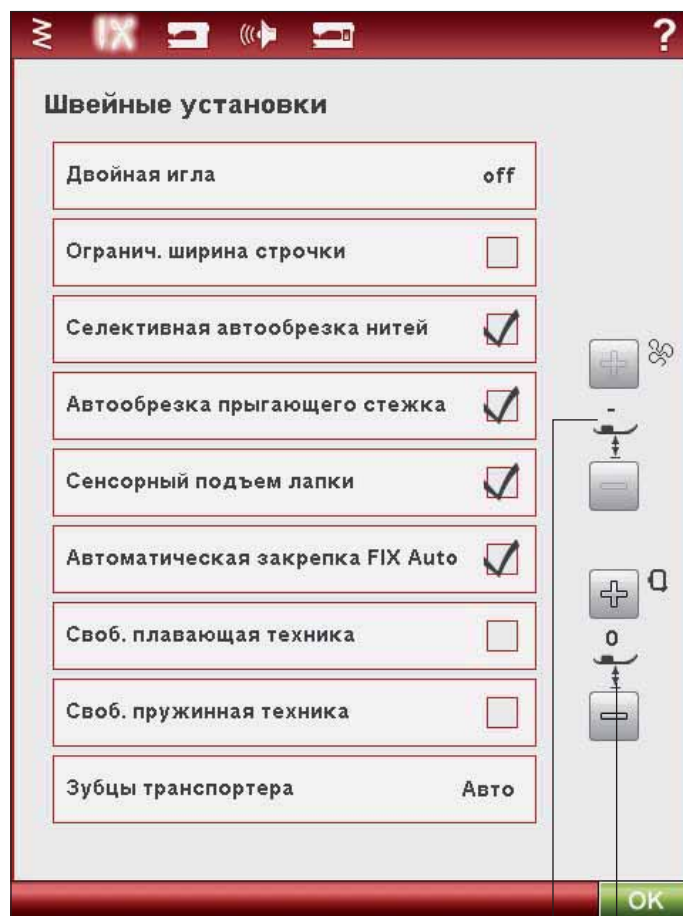 ?
Швейные установки
Двойная игла off
Огранич. ширина строчки
Селективная автообрезка нитей
Автообрезка прыгающего стежка
-
Сенсорный подъем лапки
Автоматическая закрепка FIX Auto
Своб. плавающая техника
0
Своб. пружинная техника
Зубцы транспортера Авто
OK